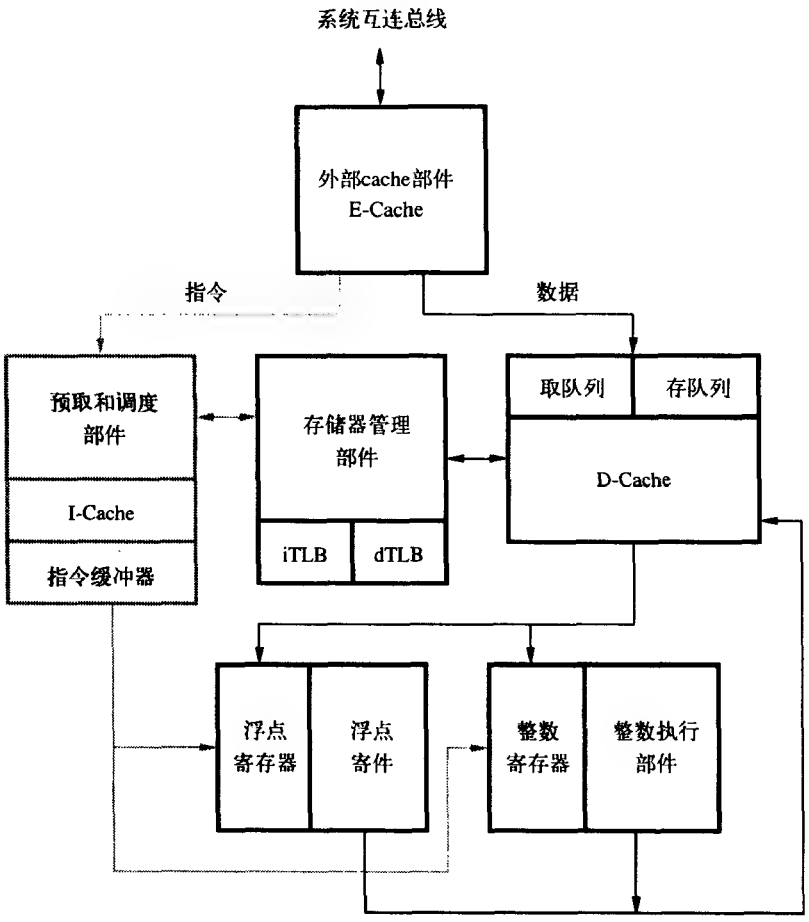 系统互连总线
外部cache部件
E-Cache
指令
数据
预取和调度
部件
I-Cache
指令缓冲器
存储器管理
部件
iTLB
dTLB
取队列
存队列
D-Cache
浮点
寄存器
浮点
寄件
整数
寄存器
整数执行
部件